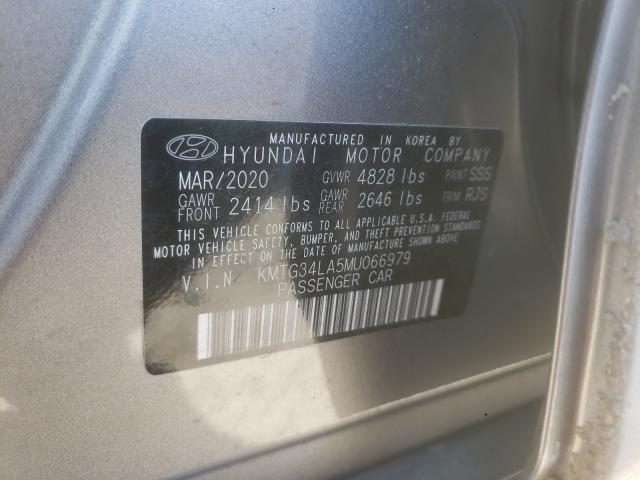 MANUFACTURED IN KOREA BY
HYUNDAI MOTOR COMPANY
MAR/2020 GVWR 4828 lbs PAINT SSS
GAWR FRONT 2414 lbs GAWR REAR 2646 lbs TRIM RJS
THIS VEHICLE CONFORMS TO ALL APPLICABLE U.S. FEDERAL
MOTOR VEHICLE SAFETY, BUMPER, AND THEFT PREVENTION STANDARDS
IN EFFECT ON THE DATE OF MANUFACTURE SHOWN ABOVE.
V.I.N. KMTG34LA5MU066979
PASSENGER CAR